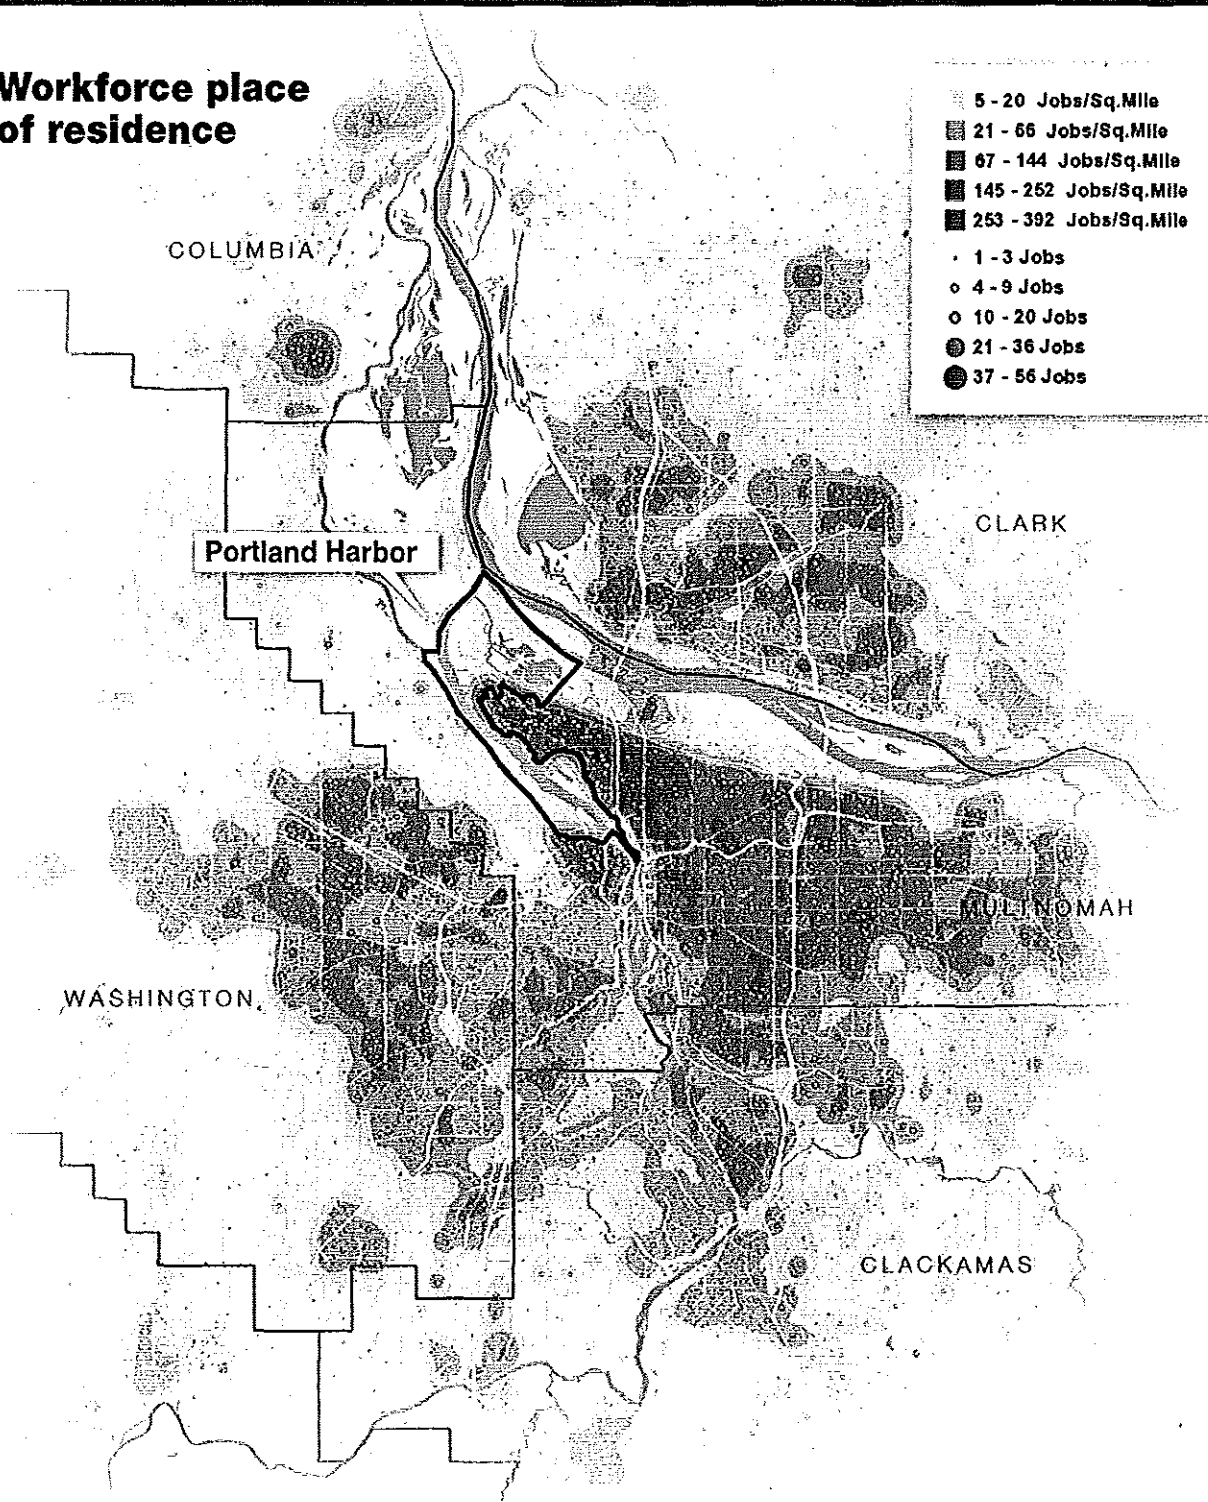 Workforce place
of residence
5 - 20 Jobs/Sq.Mile
21 - 66 Jobs/Sq.Mile
67 - 144 Jobs/Sq.Mile
145 - 252 Jobs/Sq.Mile
253 - 392 Jobs/Sq.Mile
1 - 3 Jobs
4 - 9 Jobs
10 - 20 Jobs
21 - 36 Jobs
37 - 56 Jobs
COLUMBIA
CLARK
Portland Harbor
MULTNOMAH
WASHINGTON
CLACKAMAS